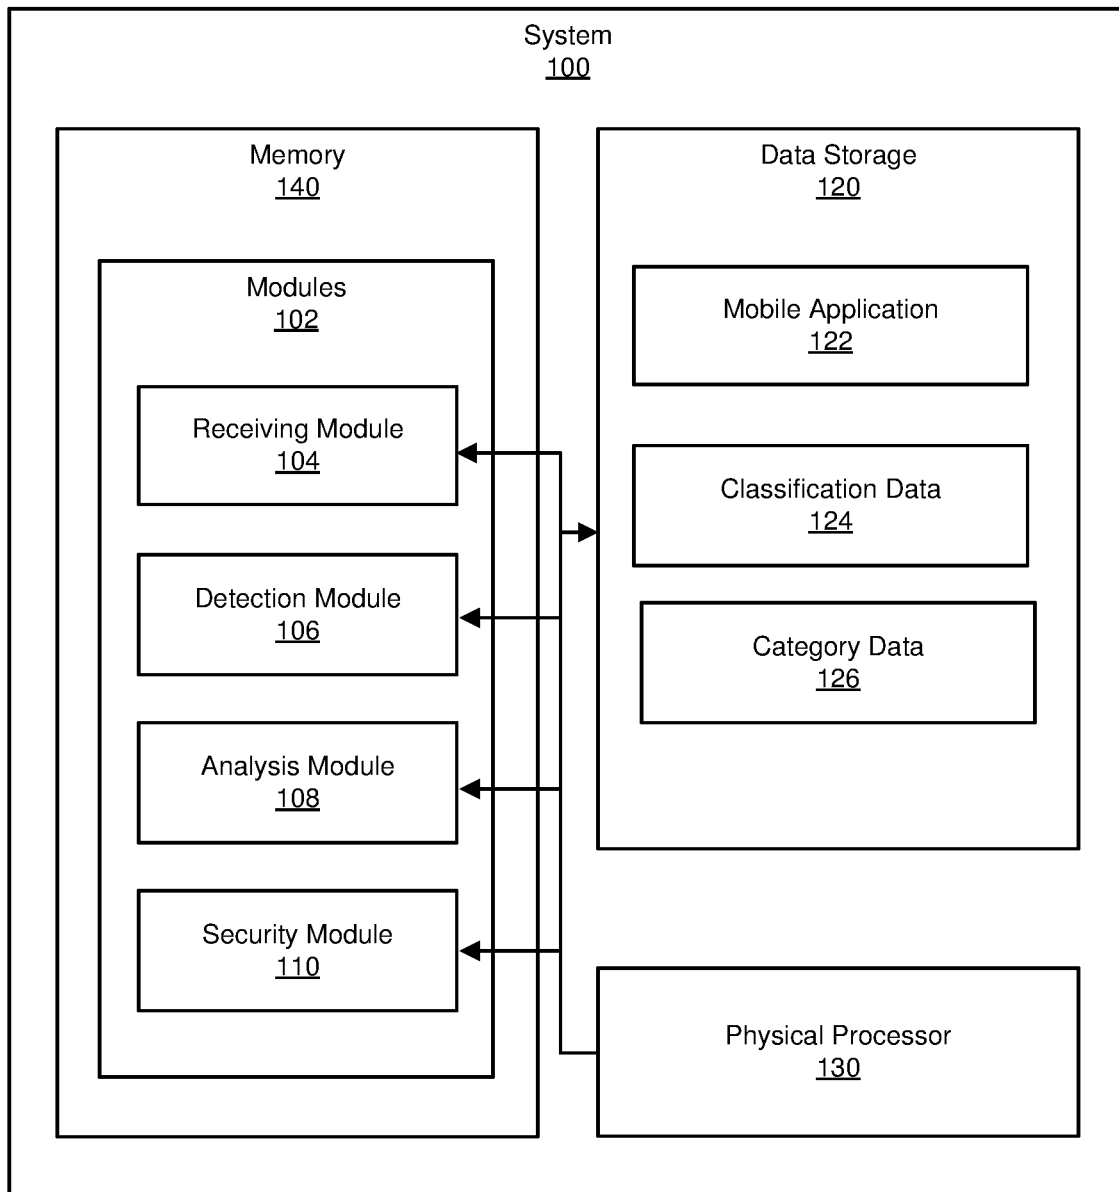 System
100
Memory
140
Modules
102
Receiving Module
104
Detection Module
106
Analysis Module
108
Security Module
110
Data Storage
120
Mobile Application
122
Classification Data
124
Category Data
126
Physical Processor
130